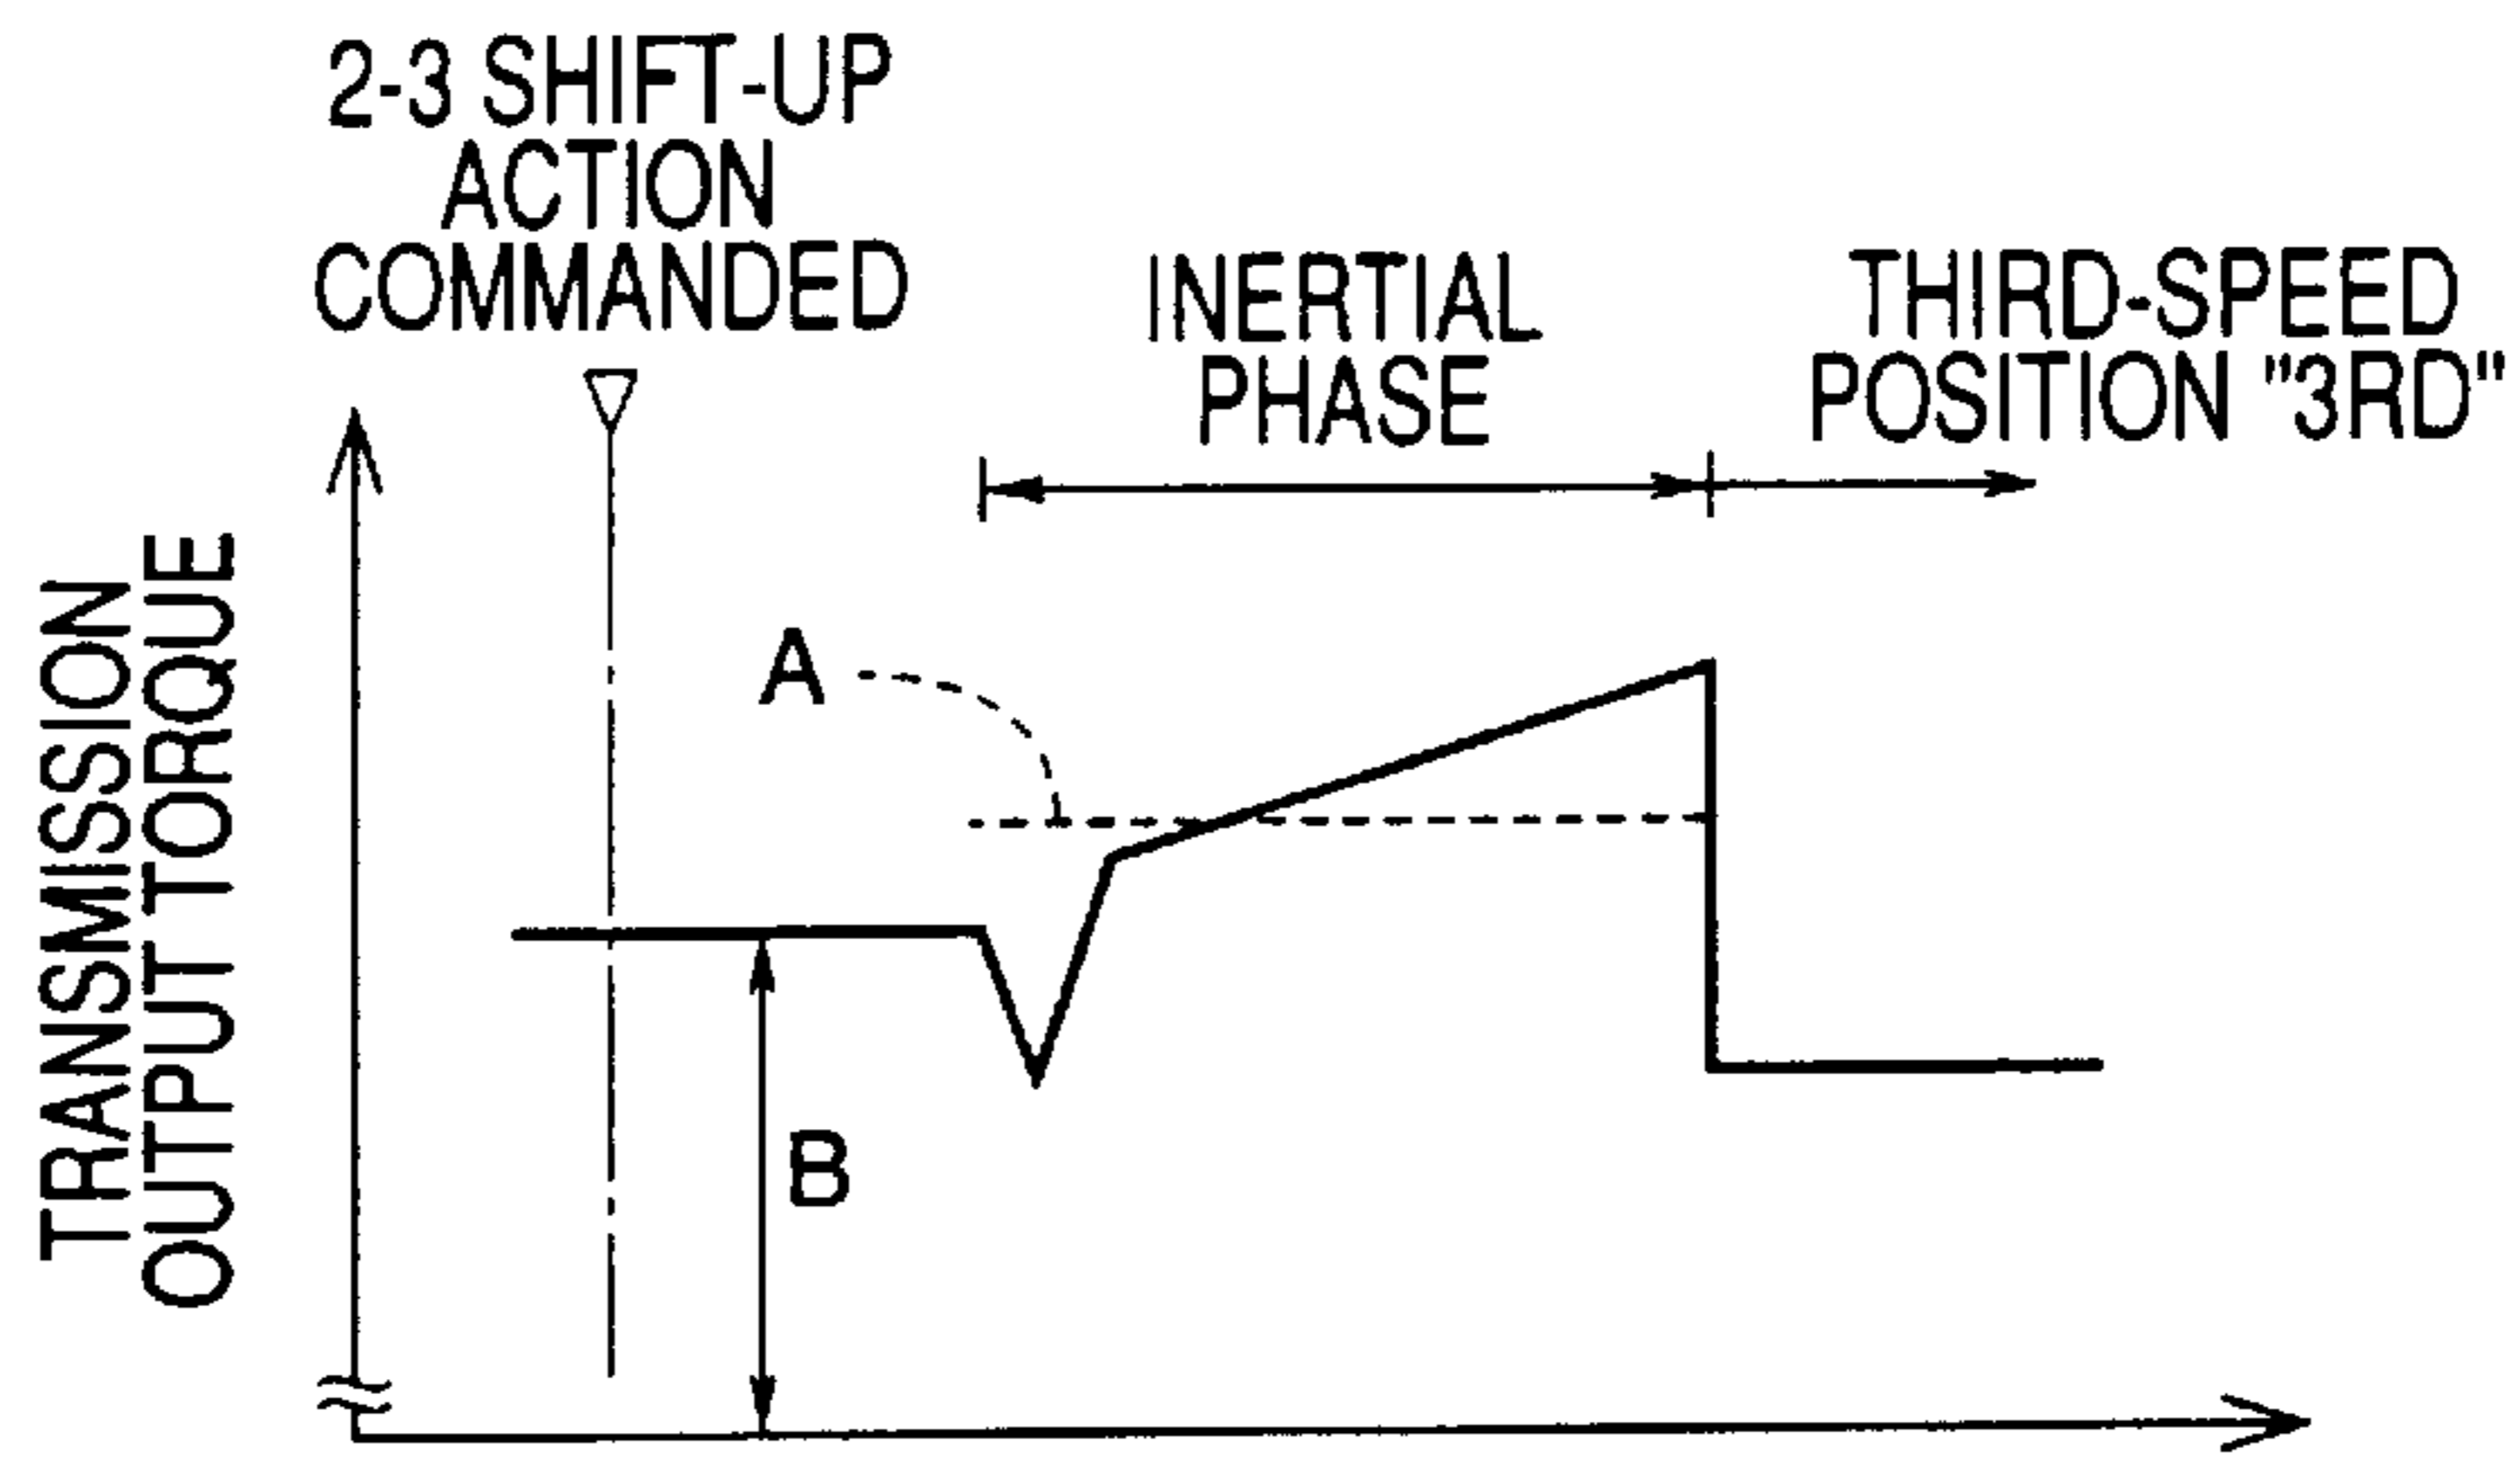 2-3 SHIFT-UP
ACTION
COMMANDED
INERTIAL
PHASE
THIRD-SPEED
POSITION "3RD"
TRANSMISSION
OUTPUT TORQUE
A
B